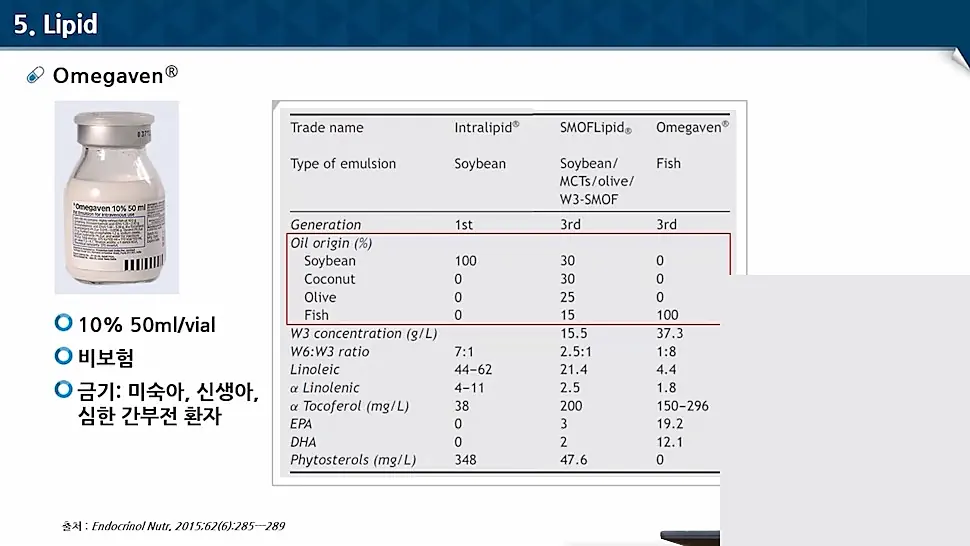 5. Lipid
Omegaven®
Omegaven 10% 50 ml
10% 50ml/vial
비보험
금기: 미숙아, 신생아,
심한 간부전 환자
Trade name Intralipid® SMOFLipid® Omegaven®
Type of emulsion Soybean Soybean/ Fish
MCTs/olive/
W3-SMOF
Generation 1st 3rd 3rd
Oil origin (%)
Soybean 100 30 0
Coconut 0 30 0
Olive 0 25 0
Fish 0 15 100
W3 concentration (g/L) 15.5 37.3
W6:W3 ratio 7:1 2.5:1 1:8
Linoleic 44–62 21.4 4.4
α Linolenic 4–11 2.5 1.8
α Tocoferol (mg/L) 38 200 150–296
EPA 0 3 19.2
DHA 0 2 12.1
Phytosterols (mg/L) 348 47.6 0
출처 : Endocrinol Nutr. 2015;62(6):285—289